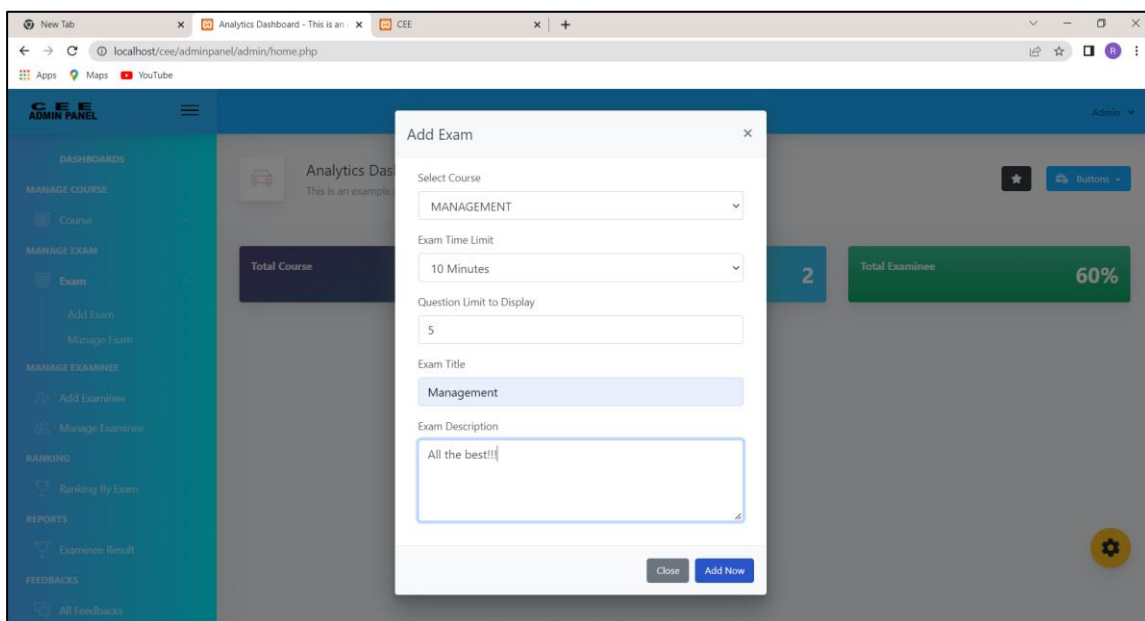 New Tab
Analytics Dashboard - This is an
CEE
localhost/cee/adminpanel/admin/home.php
Apps
Maps
YouTube
R
CEE
ADMIN PANEL
Admin
DASHBOARDS
MANAGE COURSE
Course
MANAGE EXAM
Exam
Add Exam
Manage Exam
MANAGE EXAMINEE
Add Examinee
Manage Examinee
RANKING
Ranking By Exam
REPORTS
Examinee Result
FEEDBACKS
All Feedbacks
Analytics Das
This is an example
Buttons
Total Course
2
Total Examinee
60%
Add Exam
Select Course
MANAGEMENT
Exam Time Limit
10 Minutes
Question Limit to Display
5
Exam Title
Management
Exam Description
All the best!!!
Close
Add Now